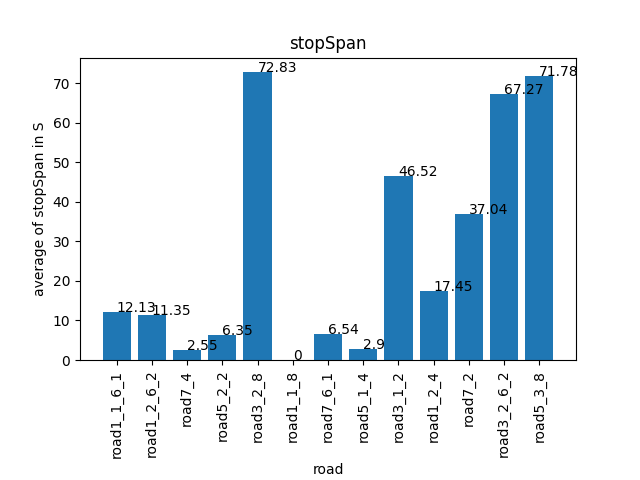 stopSpan
average of stopSpan in S
70
60
50
40
30
20
10
0
12.13
11.35
2.55
6.35
72.83
0
6.54
2.9
46.52
17.45
37.04
67.27
71.78
road1_1_6_1
road1_2_6_2
road7_4
road5_2_2
road3_2_8
road1_1_8
road7_6_1
road5_1_4
road3_1_2
road1_2_4
road7_2
road3_2_6_2
road5_3_8
road